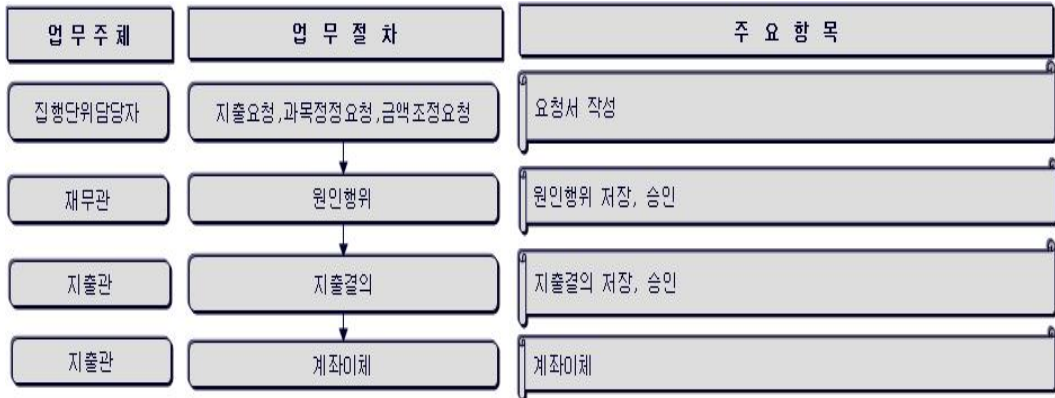 업 무 주 체
업 무 절 차
주 요 항 목
집행단위담당자
지출요청,과목정정요청,금액조정요청
요청서 작성
재무관
원인행위
원인행위 저장, 승인
지출관
지출결의
지출결의 저장, 승인
지출관
계좌이체
계좌이체